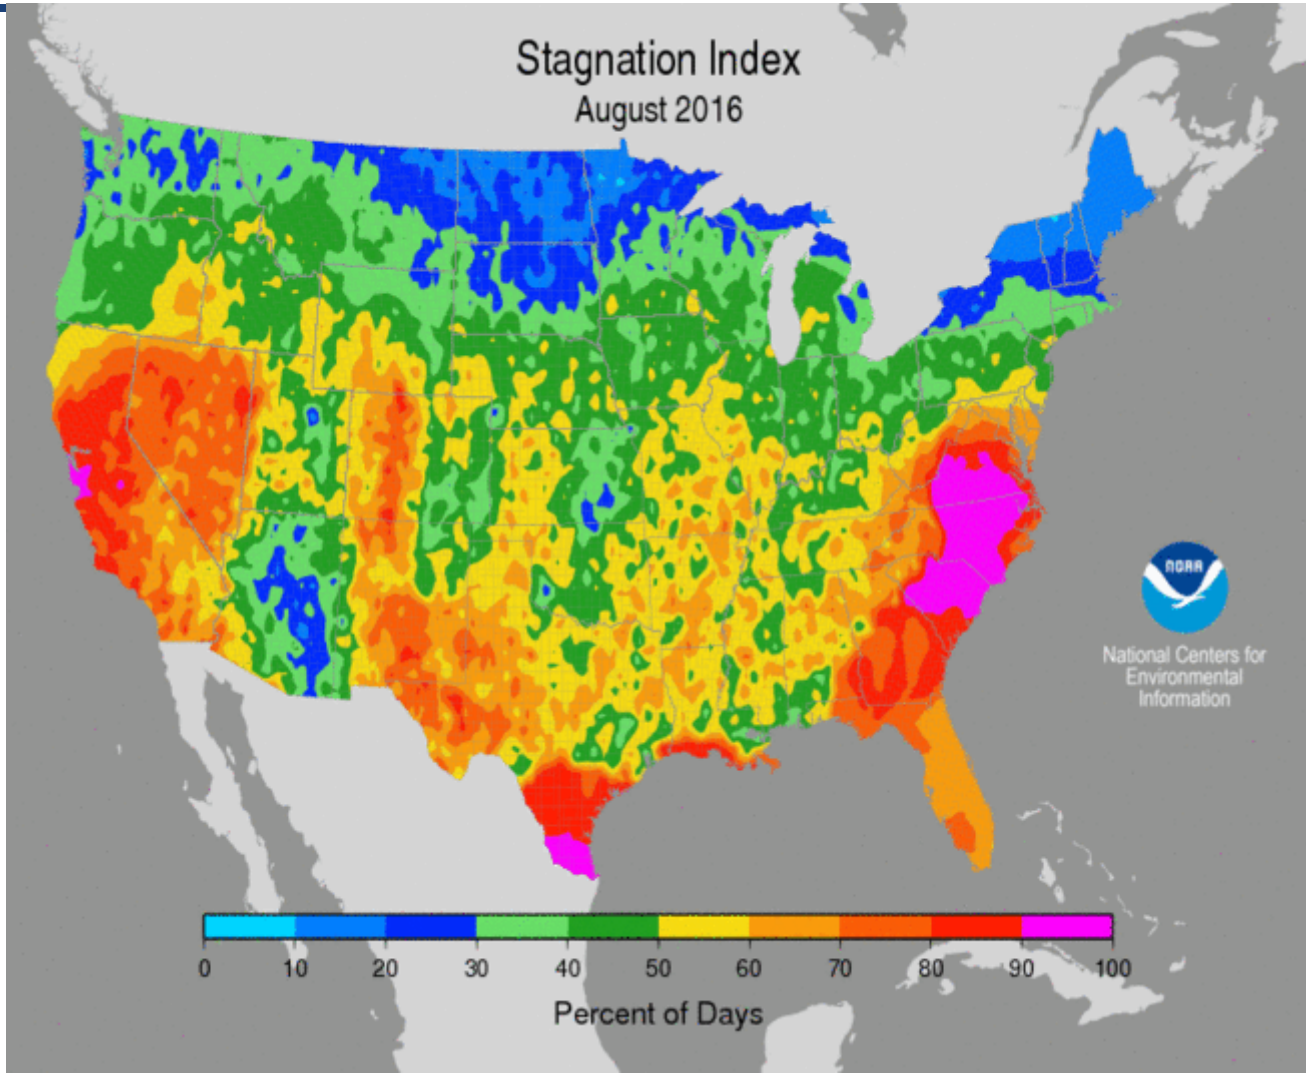 Stagnation Index
August 2016
NOAA
National Centers for
Environmental
Information
0 10 20 30 40 50 60 70 80 90 100
Percent of Days